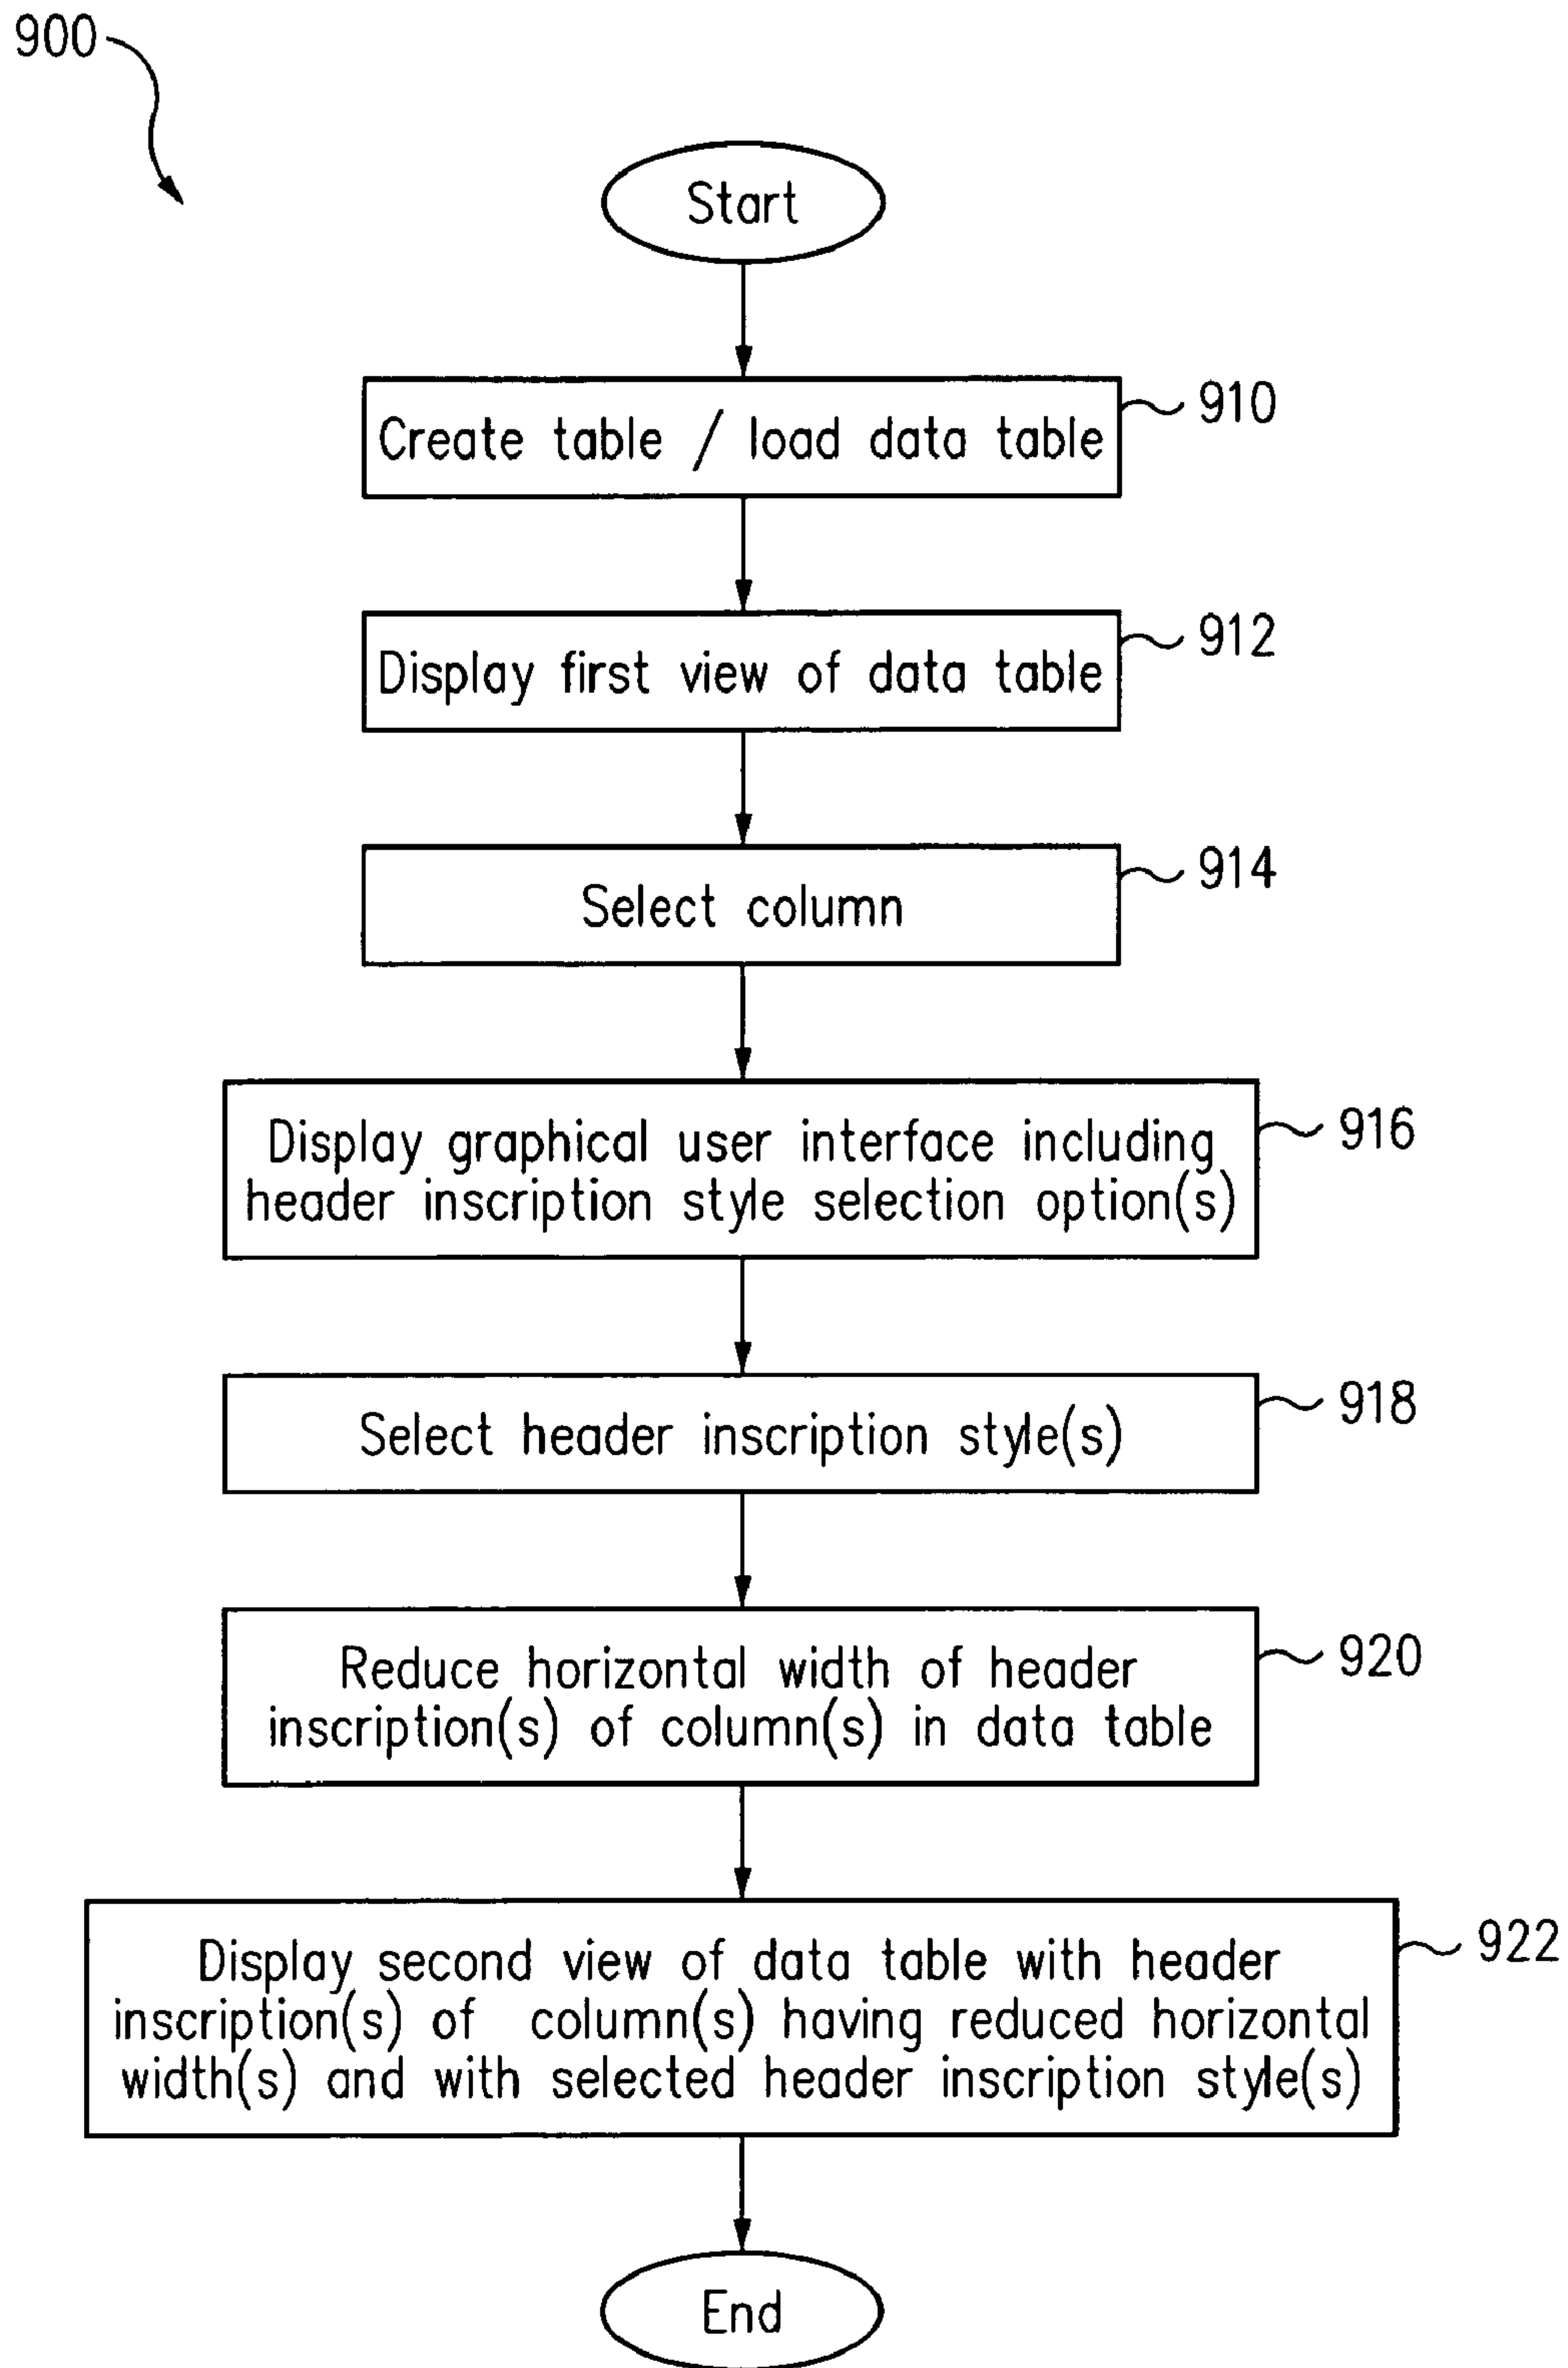 900
Start
Create table / load data table
910
Display first view of data table
912
Select column
914
Display graphical user interface including
header inscription style selection option(s)
916
Select header inscription style(s)
918
Reduce horizontal width of header
inscription(s) of column(s) in data table
920
Display second view of data table with header
inscription(s) of column(s) having reduced horizontal
width(s) and with selected header inscription style(s)
922
End